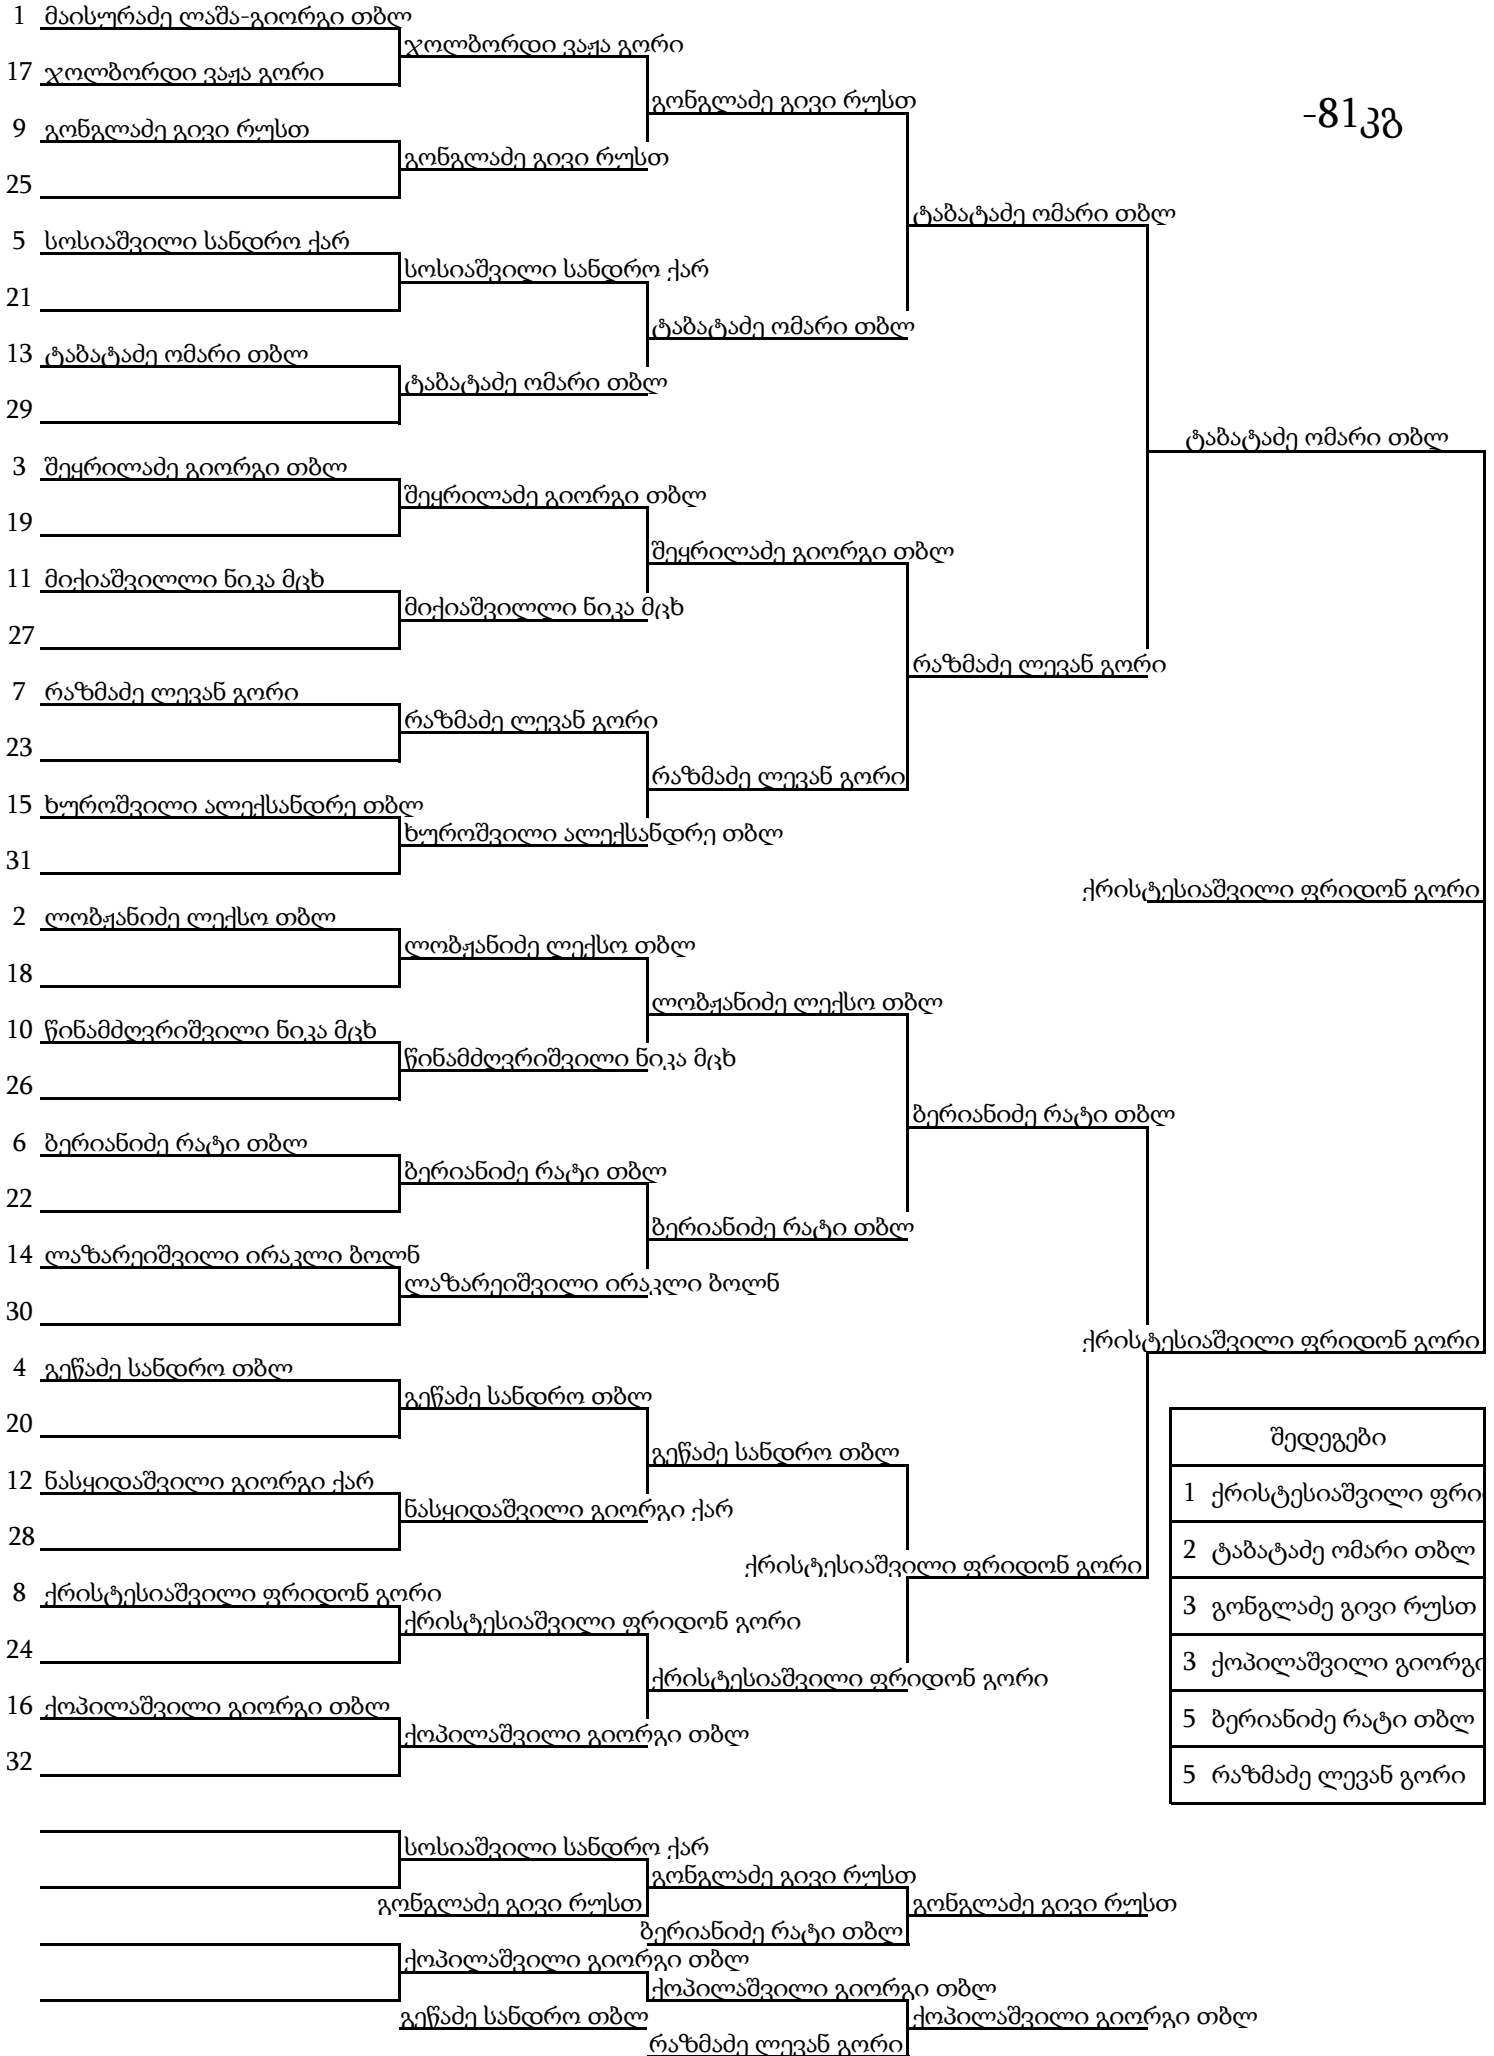 1 მაისურაძე ლაშა-გიორგი თბლ
ჯოლბორდი ვაჟა გორი
17 ჯოლბორდი ვაჟა გორი
გონგლაძე გივი რუსთ
-81კგ
9 გონგლაძე გივი რუსთ
გონგლაძე გივი რუსთ
25
ტაბატაძე ომარი თბლ
5 სოსიაშვილი სანდრო ქარ
სოსიაშვილი სანდრო ქარ
21
ტაბატაძე ომარი თბლ
13 ტაბატაძე ომარი თბლ
ტაბატაძე ომარი თბლ
29
ტაბატაძე ომარი თბლ
3 შეყრილაძე გიორგი თბლ
შეყრილაძე გიორგი თბლ
19
შეყრილაძე გიორგი თბლ
11 მიქიაშვილლი ნიკა მცხ
მიქიაშვილლი ნიკა მცხ
27
რაზმაძე ლევან გორი
7 რაზმაძე ლევან გორი
რაზმაძე ლევან გორი
23
რაზმაძე ლევან გორი
15 ხუროშვილი ალექსანდრე თბლ
ხუროშვილი ალექსანდრე თბლ
31
ქრისტესიაშვილი ფრიდონ გორი
2 ლობჟანიძე ლექსო თბლ
ლობჟანიძე ლექსო თბლ
18
ლობჟანიძე ლექსო თბლ
10 წინამძღვრიშვილი ნიკა მცხ
წინამძღვრიშვილი ნიკა მცხ
26
ბერიანიძე რატი თბლ
6 ბერიანიძე რატი თბლ
ბერიანიძე რატი თბლ
22
ბერიანიძე რატი თბლ
14 ლაზარეიშვილი ირაკლი ბოლნ
ლაზარეიშვილი ირაკლი ბოლნ
30
ქრისტესიაშვილი ფრიდონ გორი
4 გეწაძე სანდრო თბლ
გეწაძე სანდრო თბლ
20
გეწაძე სანდრო თბლ
12 ნასყიდაშვილი გიორგი ქარ
ნასყიდაშვილი გიორგი ქარ
28
ქრისტესიაშვილი ფრიდონ გორი
8 ქრისტესიაშვილი ფრიდონ გორი
ქრისტესიაშვილი ფრიდონ გორი
24
ქრისტესიაშვილი ფრიდონ გორი
16 ქოპილაშვილი გიორგი თბლ
ქოპილაშვილი გიორგი თბლ
32
შედეგები
1 ქრისტესიაშვილი ფრი
2 ტაბატაძე ომარი თბლ
3 გონგლაძე გივი რუსთ
3 ქოპილაშვილი გიორგი
5 ბერიანიძე რატი თბლ
5 რაზმაძე ლევან გორი
სოსიაშვილი სანდრო ქარ
გონგლაძე გივი რუსთ
გონგლაძე გივი რუსთ
გონგლაძე გივი რუსთ
ბერიანიძე რატი თბლ
ქოპილაშვილი გიორგი თბლ
ქოპილაშვილი გიორგი თბლ
გეწაძე სანდრო თბლ
ქოპილაშვილი გიორგი თბლ
რაზმაძე ლევან გორი